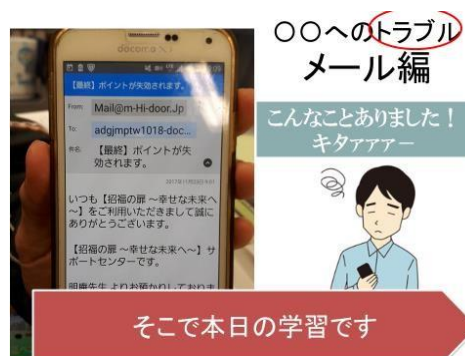 docomo
【最終】ポイントが失効されます。
From: Mail@m-Hi-door.Jp
To: adgjmptw1018-doc...
件名: 【最終】ポイントが失
効されます。
いつも【招福の扉 ～幸せな未来へ
～】をご利用いただきまして誠に
ありがとうございます。
【招福の扉 ～幸せな未来へ～】サ
ポートセンターです。
〇〇へのトラブル
メール編
こんなことありました！
キタァァァー
そこで本日の学習です